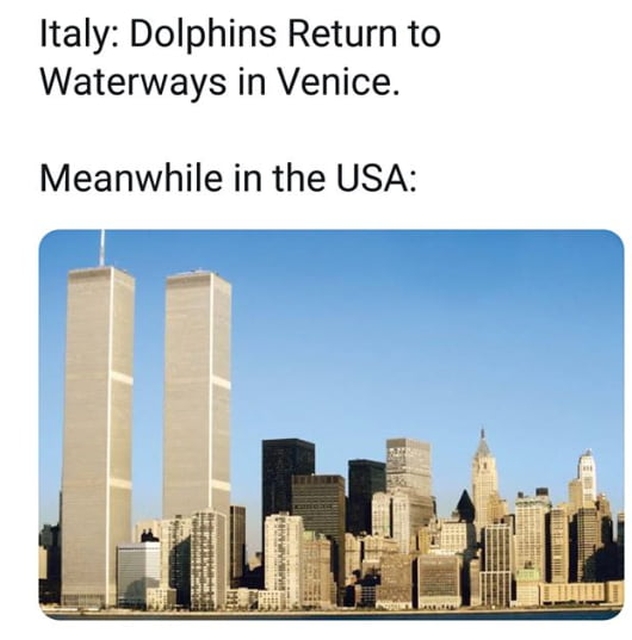 Italy: Dolphins Return to
Waterways in Venice.
Meanwhile in the USA: